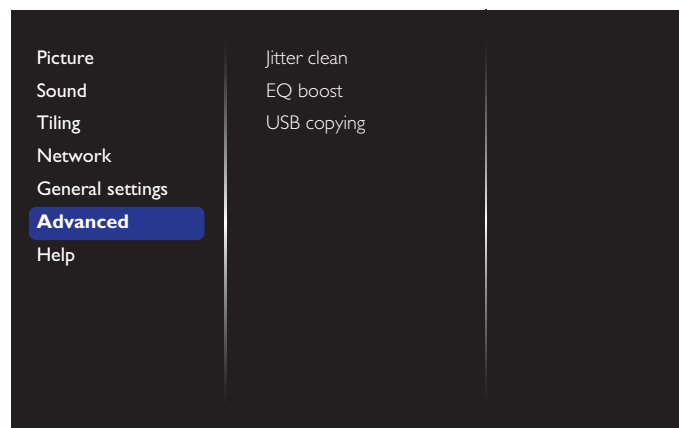 Picture
Sound
Tiling
Network
General settings
Advanced
Help
Jitter clean
EQ boost
USB copying